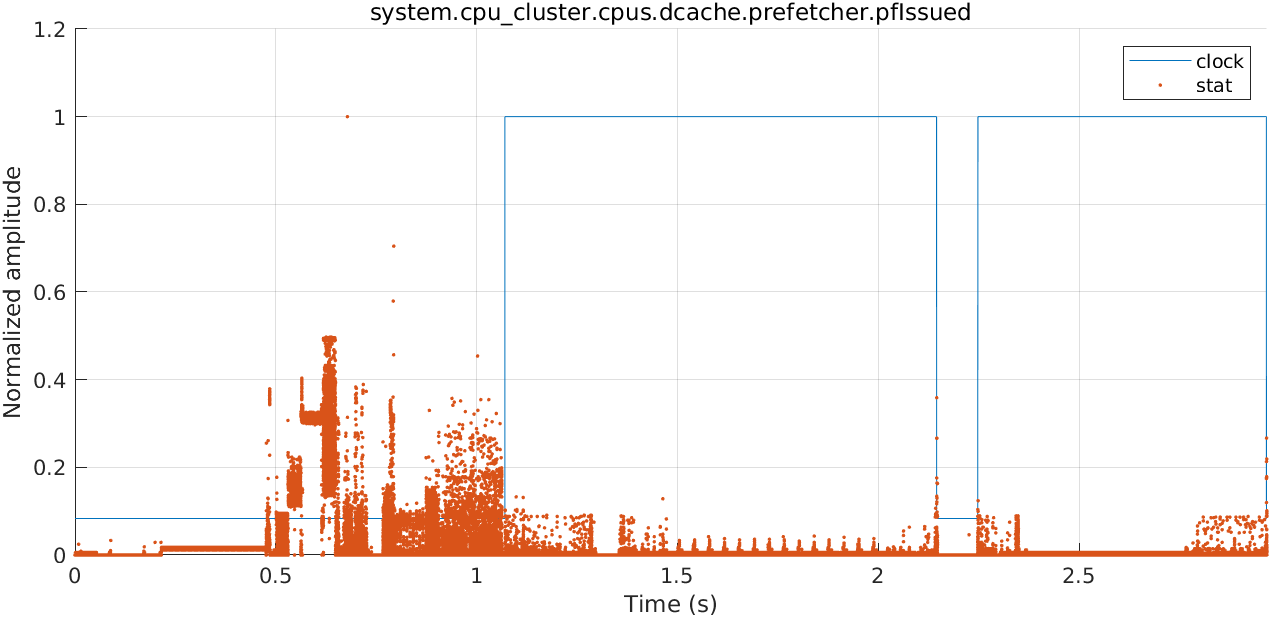 system.cpu_cluster.cpus.dcache.prefetcher.pfIssued
1.2
1
0.8
0.6
0.4
0.2
0
Normalized amplitude
clock
stat
0 0.5 1 1.5 2 2.5
Time (s)